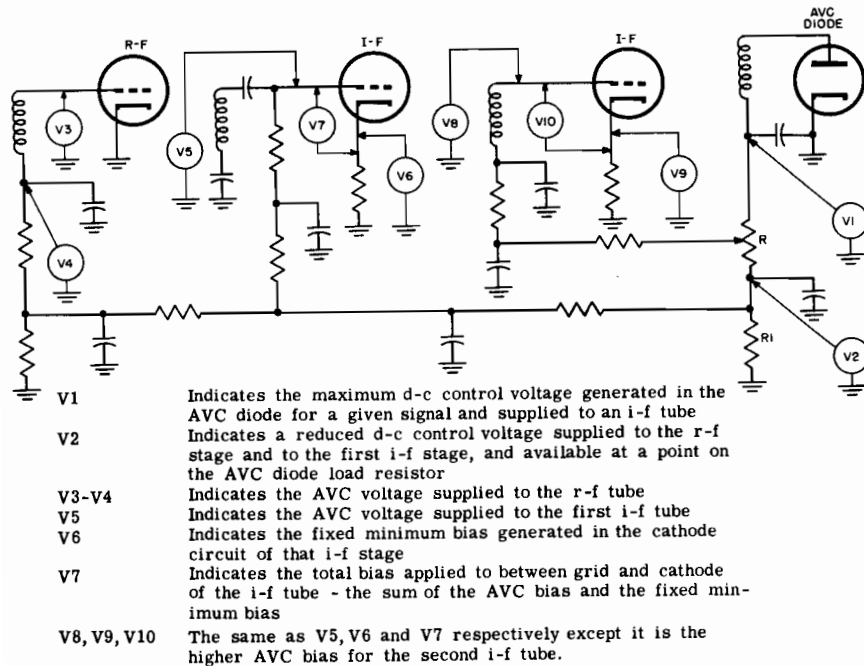 AVC
DIODE
R-F
I-F
I-F
V3
V5
V7
V8
V10
V6
V9
V4
R
V1
R1
V2
V1 Indicates the maximum d-c control voltage generated in the
AVC diode for a given signal and supplied to an i-f tube
V2 Indicates a reduced d-c control voltage supplied to the r-f
stage and to the first i-f stage, and available at a point on
the AVC diode load resistor
V3-V4 Indicates the AVC voltage supplied to the r-f tube
V5 Indicates the AVC voltage supplied to the first i-f tube
V6 Indicates the fixed minimum bias generated in the cathode
circuit of that i-f stage
V7 Indicates the total bias applied to between grid and cathode
of the i-f tube - the sum of the AVC bias and the fixed min-
imum bias
V8, V9, V10 The same as V5, V6 and V7 respectively except it is the
higher AVC bias for the second i-f tube.